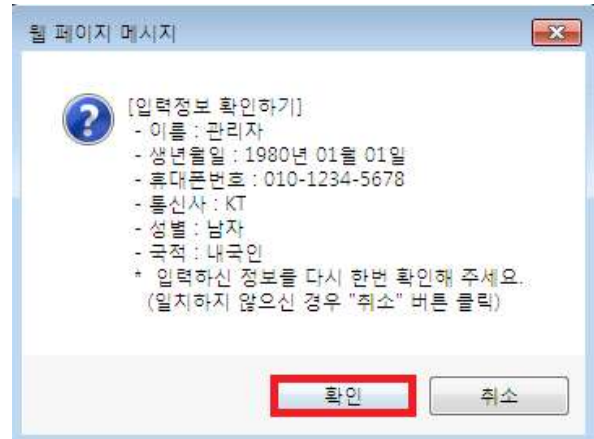 웹 페이지 메시지
[입력정보 확인하기]
- 이름 : 관리자
- 생년월일 : 1980년 01월 01일
- 휴대폰번호 : 010-1234-5678
- 통신사 : KT
- 성별 : 남자
- 국적 : 내국인
* 입력하신 정보를 다시 한번 확인해 주세요.
(일치하지 않으신 경우 "취소" 버튼 클릭)
확인 취소